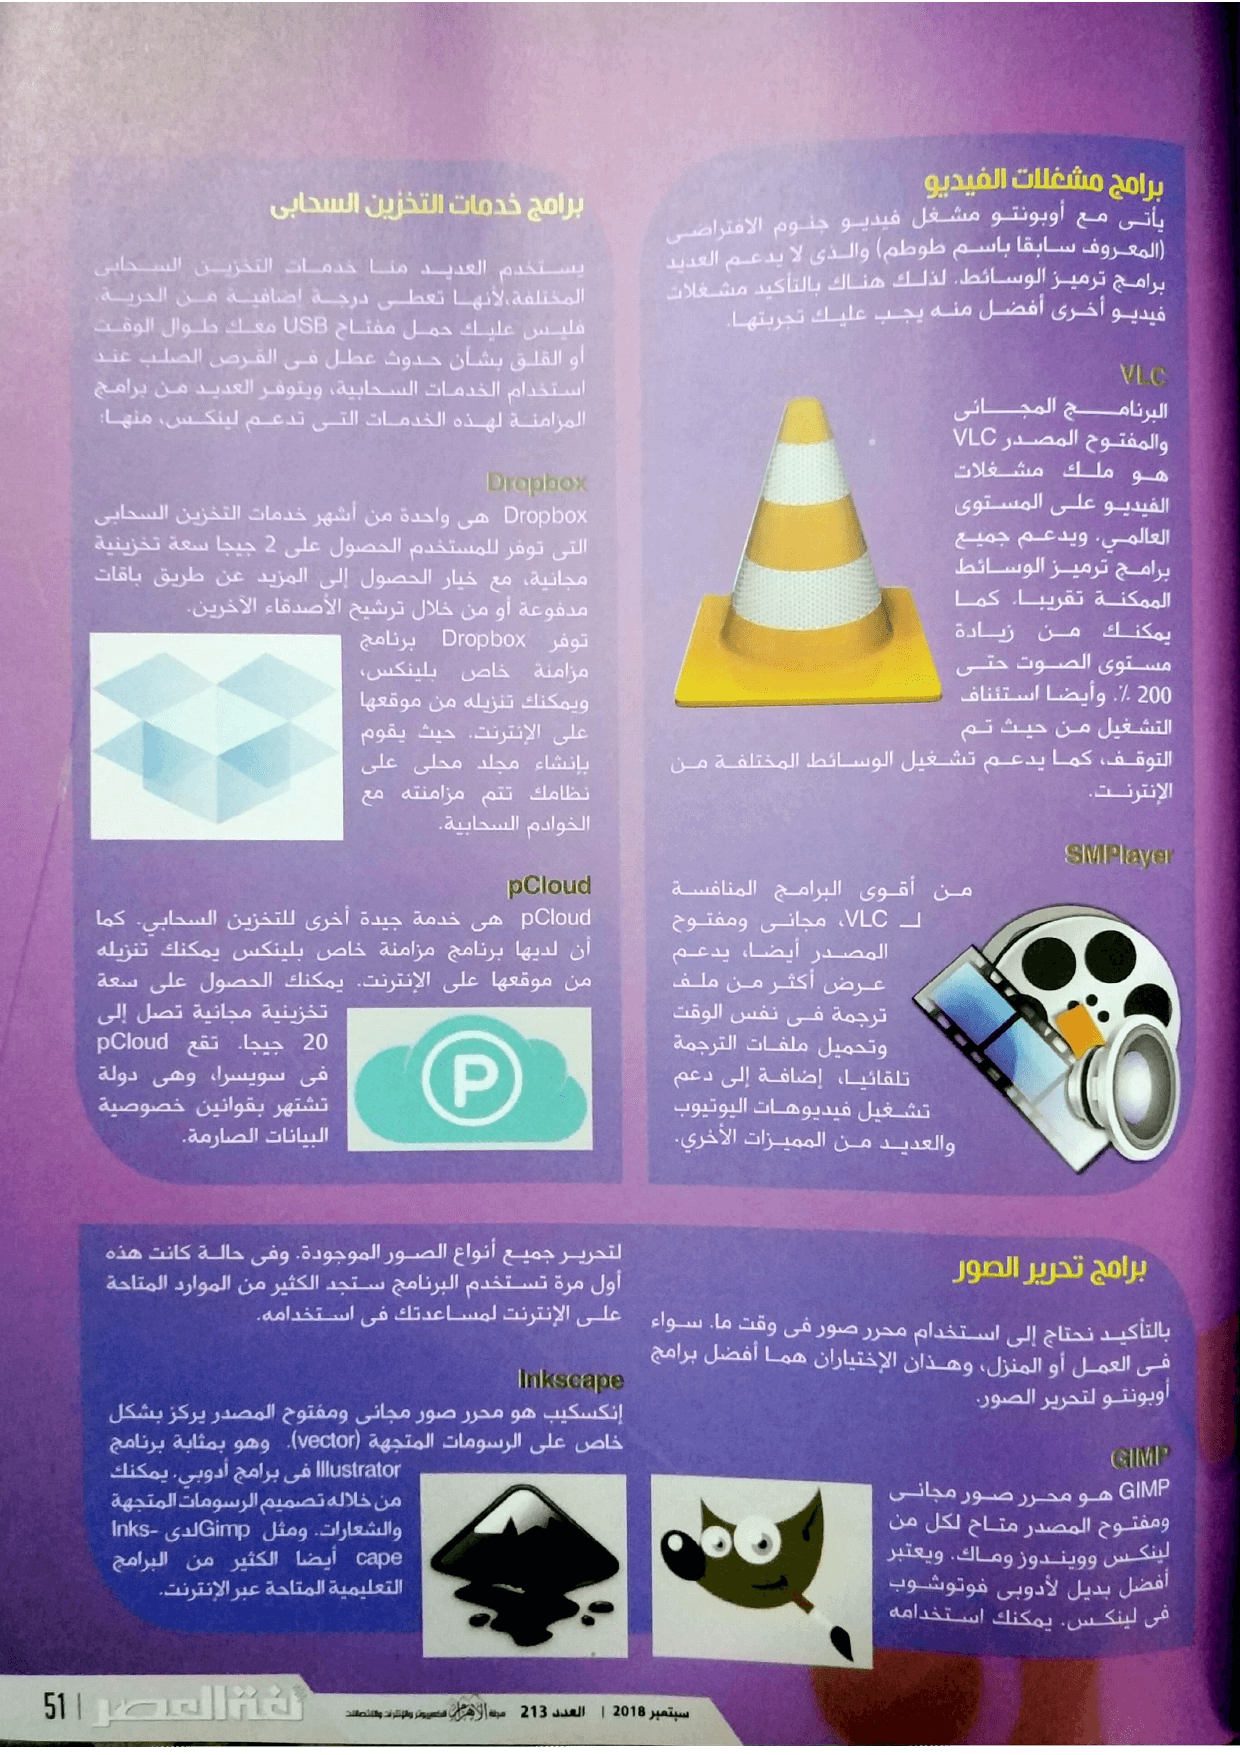 برامج مشغلات الفيديو
يأتى مع أوبونتو مشغل فيديو جنوم الافتراضى
(المعروف سابقا باسم طوطم) والذى لا يدعم العديد
برامج ترميز الوسائط. لذلك هناك بالتأكيد مشغلات
فيديو أخرى أفضل منه يجب عليك تجربتها.
VLC
البرنامج المجانى
والمفتوح المصدر VLC
هو ملك مشغلات
الفيديو على المستوى
العالمي. ويدعم جميع
برامج ترميز الوسائط
الممكنة تقريبا. كما
يمكنك من زيادة
مستوى الصوت حتى
200 ٪. وأيضا استئناف
التشغيل من حيث تم
التوقف، كما يدعم تشغيل الوسائط المختلفة من
الإنترنت.
SMPlayer
من أقوى البرامج المنافسة
لـ VLC، مجانى ومفتوح
المصدر أيضا، يدعم
عرض أكثر من ملف
ترجمة فى نفس الوقت
وتحميل ملفات الترجمة
تلقائيا، إضافة إلى دعم
تشغيل فيديوهات اليوتيوب
والعديد من المميزات الأخري.
برامج خدمات التخزين السحابى
يستخدم العديد منا خدمات التخزين السحابى
المختلفة،لأنها تعطى درجة إضافية من الحرية.
فليس عليك حمل مفتاح USB معك طوال الوقت
أو القلق بشأن حدوث عطل فى القرص الصلب عند
استخدام الخدمات السحابية، ويتوفر العديد من برامج
المزامنة لهذه الخدمات التى تدعم لينكس، منها:
Dropbox
Dropbox هى واحدة من أشهر خدمات التخزين السحابى
التى توفر للمستخدم الحصول على 2 جيجا سعة تخزينية
مجانية، مع خيار الحصول إلى المزيد عن طريق باقات
مدفوعة أو من خلال ترشيح الأصدقاء الآخرين.
توفر Dropbox برنامج
مزامنة خاص بلينكس،
ويمكنك تنزيله من موقعها
على الإنترنت. حيث يقوم
بإنشاء مجلد محلى على
نظامك تتم مزامنته مع
الخوادم السحابية.
pCloud
pCloud هى خدمة جيدة أخرى للتخزين السحابي. كما
أن لديها برنامج مزامنة خاص بلينكس يمكنك تنزيله
من موقعها على الإنترنت. يمكنك الحصول على سعة
تخزينية مجانية تصل إلى
20 جيجا. تقع pCloud
فى سويسرا، وهى دولة
تشتهر بقوانين خصوصية
البيانات الصارمة.
P
برامج تحرير الصور
بالتأكيد نحتاج إلى استخدام محرر صور فى وقت ما. سواء
فى العمل أو المنزل، وهذان الإختياران هما أفضل برامج
أوبونتو لتحرير الصور.
GIMP
GIMP هو محرر صور مجانى
ومفتوح المصدر متاح لكل من
لينكس وويندوز وماك. ويعتبر
أفضل بديل لأدوبى فوتوشوب
فى لينكس. يمكنك استخدامه
لتحرير جميع أنواع الصور الموجودة. وفى حالة كانت هذه
أول مرة تستخدم البرنامج ستجد الكثير من الموارد المتاحة
على الإنترنت لمساعدتك فى استخدامه.
Inkscape
إنكسكيب هو محرر صور مجانى ومفتوح المصدر يركز بشكل
خاص على الرسومات المتجهة (vector). وهو بمثابة برنامج
Illustrator فى برامج أدوبي. يمكنك
من خلاله تصميم الرسومات المتجهة
والشعارات. ومثل Gimpلدى Inks-
cape أيضا الكثير من البرامج
التعليمية المتاحة عبر الإنترنت.
سبتمبر 2018 | العدد 213 مجلة الأهرام للكمبيوتر والإنترنت والاتصالات
لغة العصر | 51